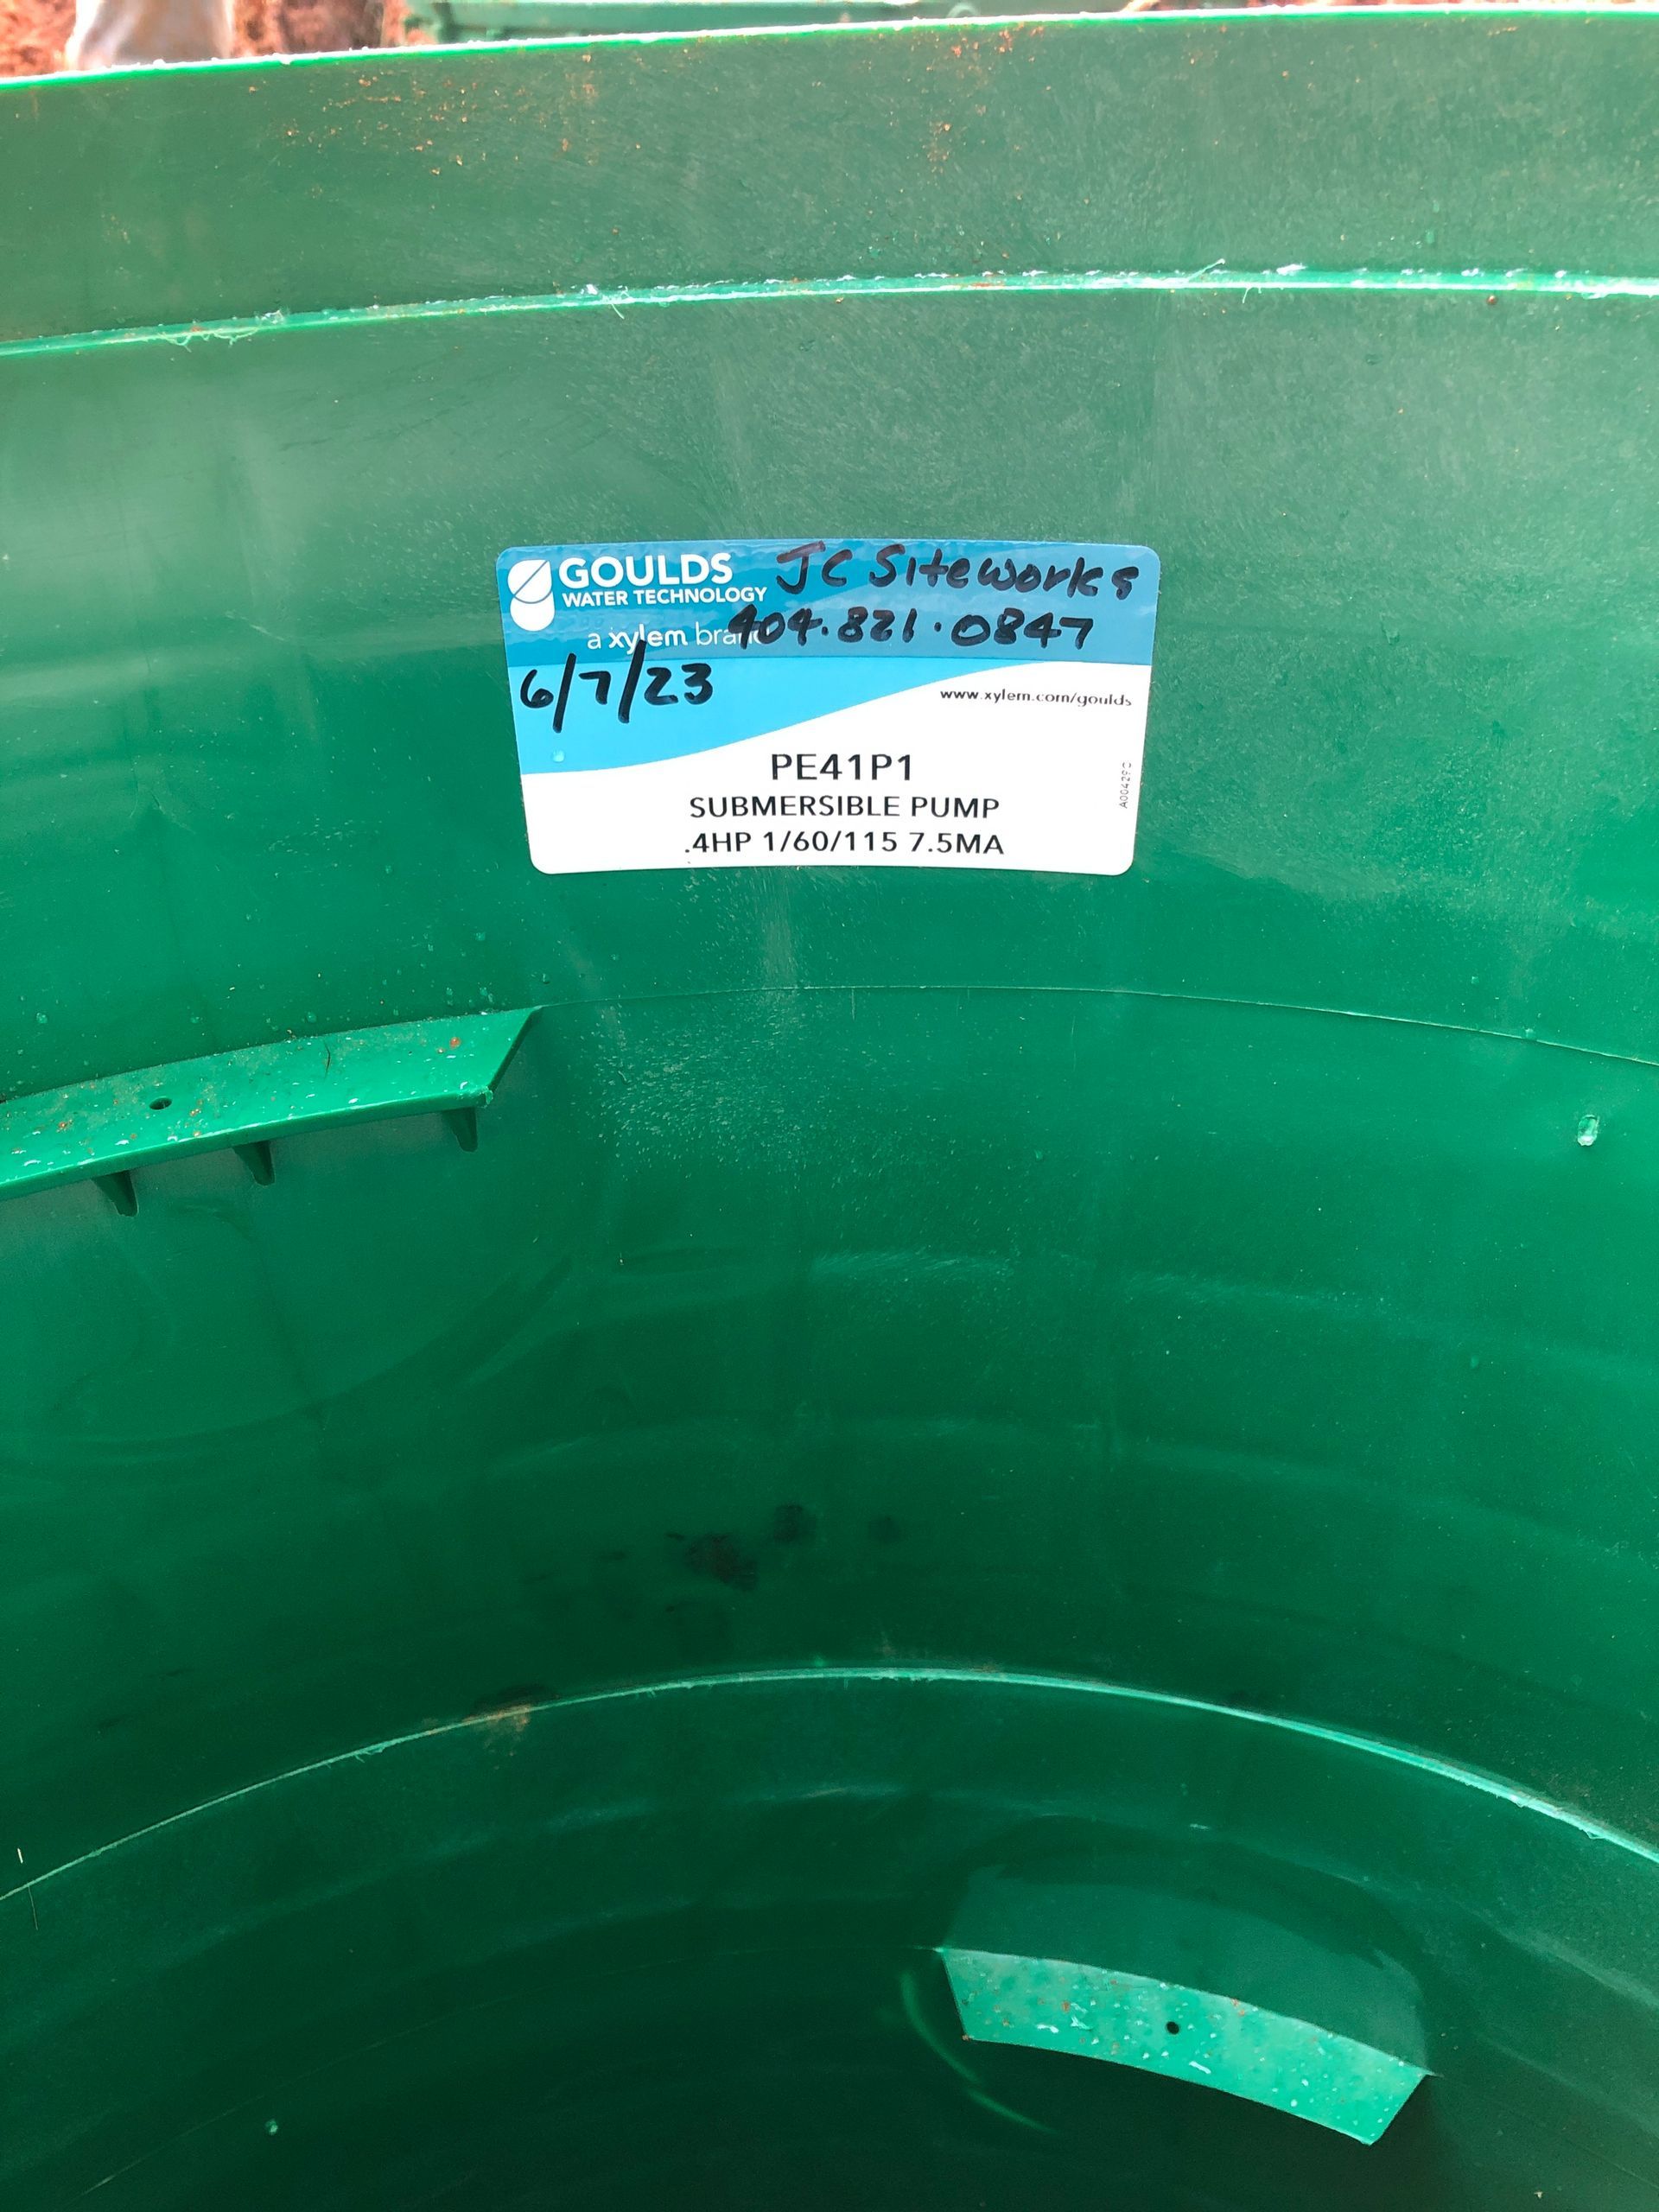 GOULDS
WATER TECHNOLOGY
JC Siteworks
404.821.0847
a xylem brand
6/7/23
www.xylem.com/goulds
PE41P1
SUBMERSIBLE PUMP
.4HP 1/60/115 7.5MA